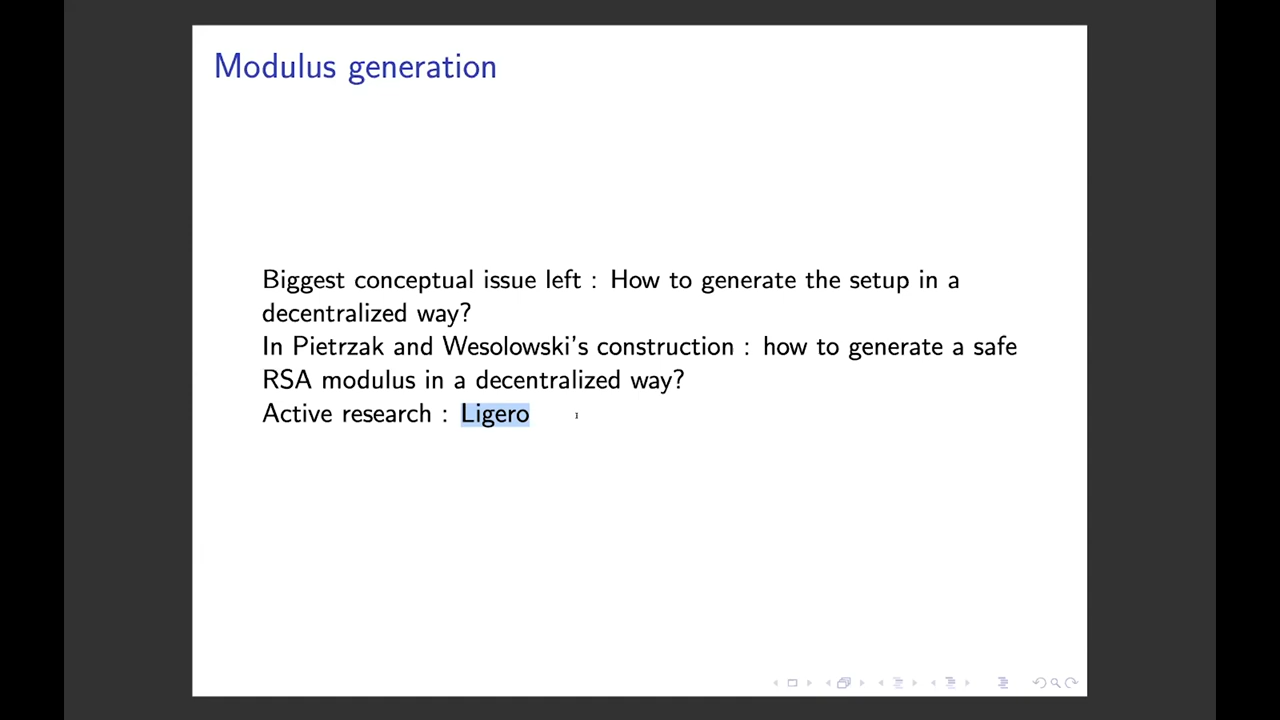 Modulus generation
Biggest conceptual issue left : How to generate the setup in a
decentralized way?
In Pietrzak and Wesolowski's construction : how to generate a safe
RSA modulus in a decentralized way?
Active research : Ligero